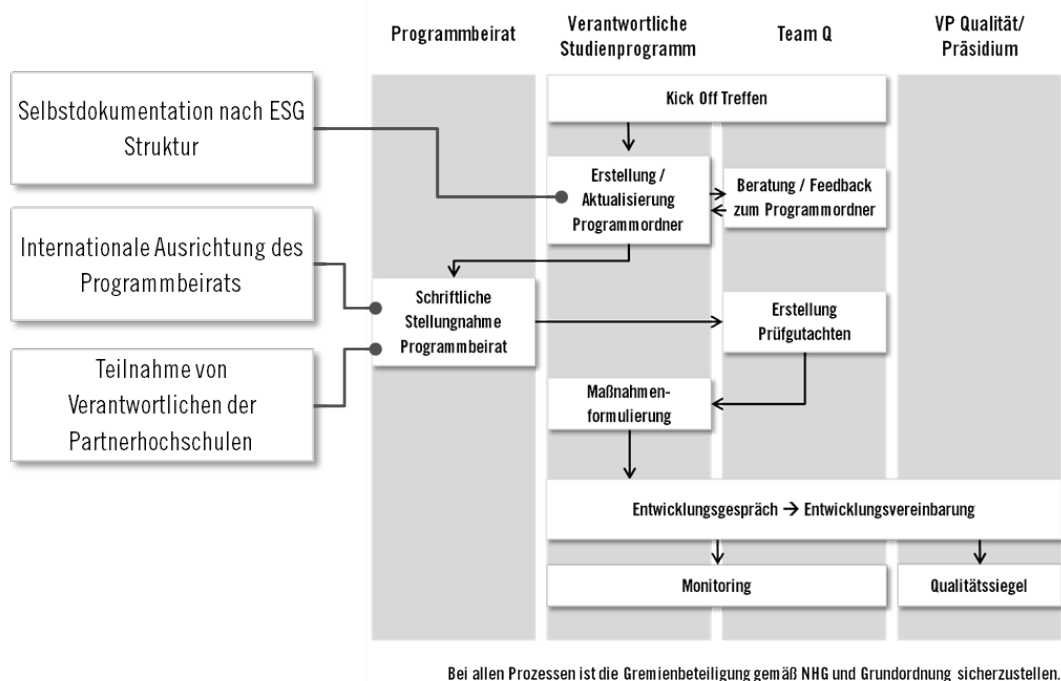 Programmbeirat
Verantwortliche
Studienprogramm
Team Q
VP Qualität/
Präsidium
Selbstdokumentation nach ESG
Struktur
Internationale Ausrichtung des
Programmbeirats
Teilnahme von
Verantwortlichen der
Partnerhochschulen
Kick Off Treffen
Erstellung /
Aktualisierung
Programmordner
Beratung / Feedback
zum Programmordner
Schriftliche
Stellungnahme
Programmbeirat
Erstellung
Prüfgutachten
Maßnahmen-
formulierung
Entwicklungsgespräch → Entwicklungsvereinbarung
Monitoring
Qualitätssiegel
Bei allen Prozessen ist die Gremienbeteiligung gemäß NHG und Grundordnung sicherzustellen.